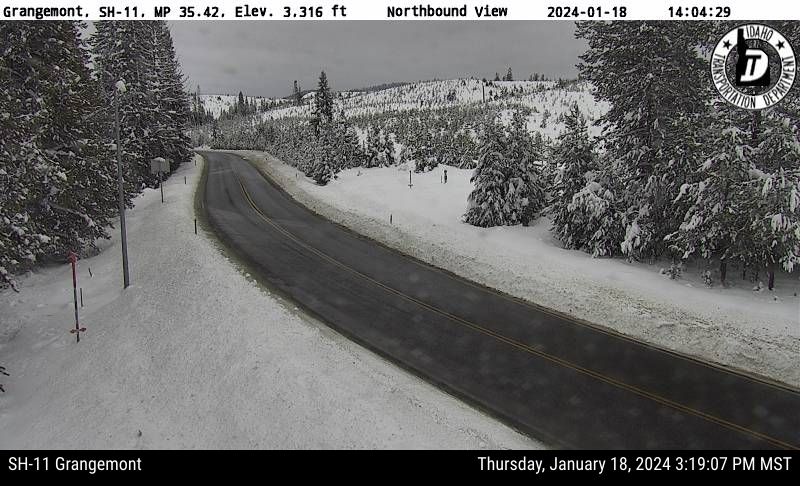 Grangemont, SH-11, MP 35.42, Elev. 3,316 ft Northbound View 2024-01-18 14:04:29
IDAHO
TRANSPORTATION DEPARTMENT
SH-11 Grangemont Thursday, January 18, 2024 3:19:07 PM MST